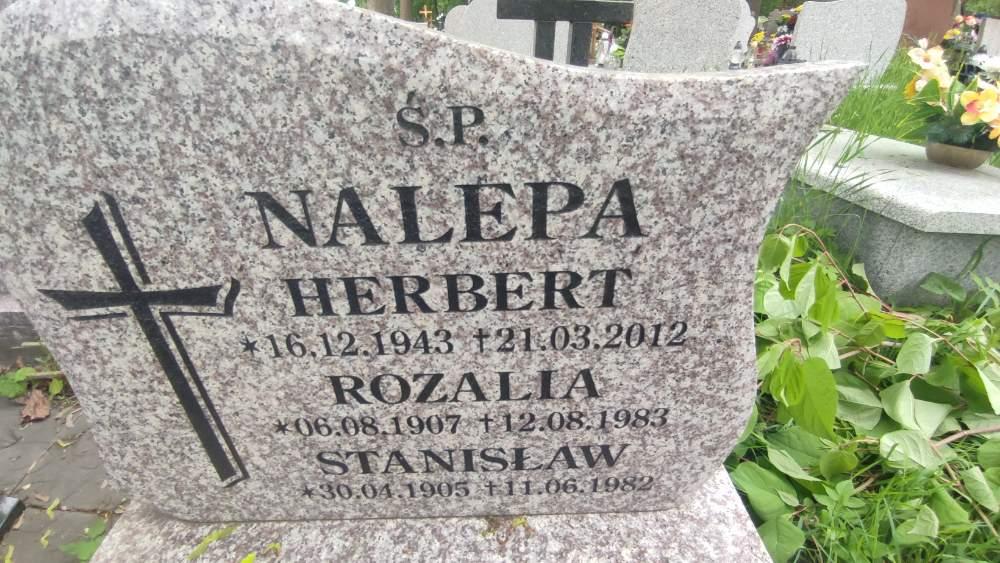 Ś.P.
NALEPA
HERBERT
*16.12.1943 †21.03.2012
ROZALIA
*06.08.1907 †12.08.1983
STANISŁAW
*30.04.1905 †11.06.1982